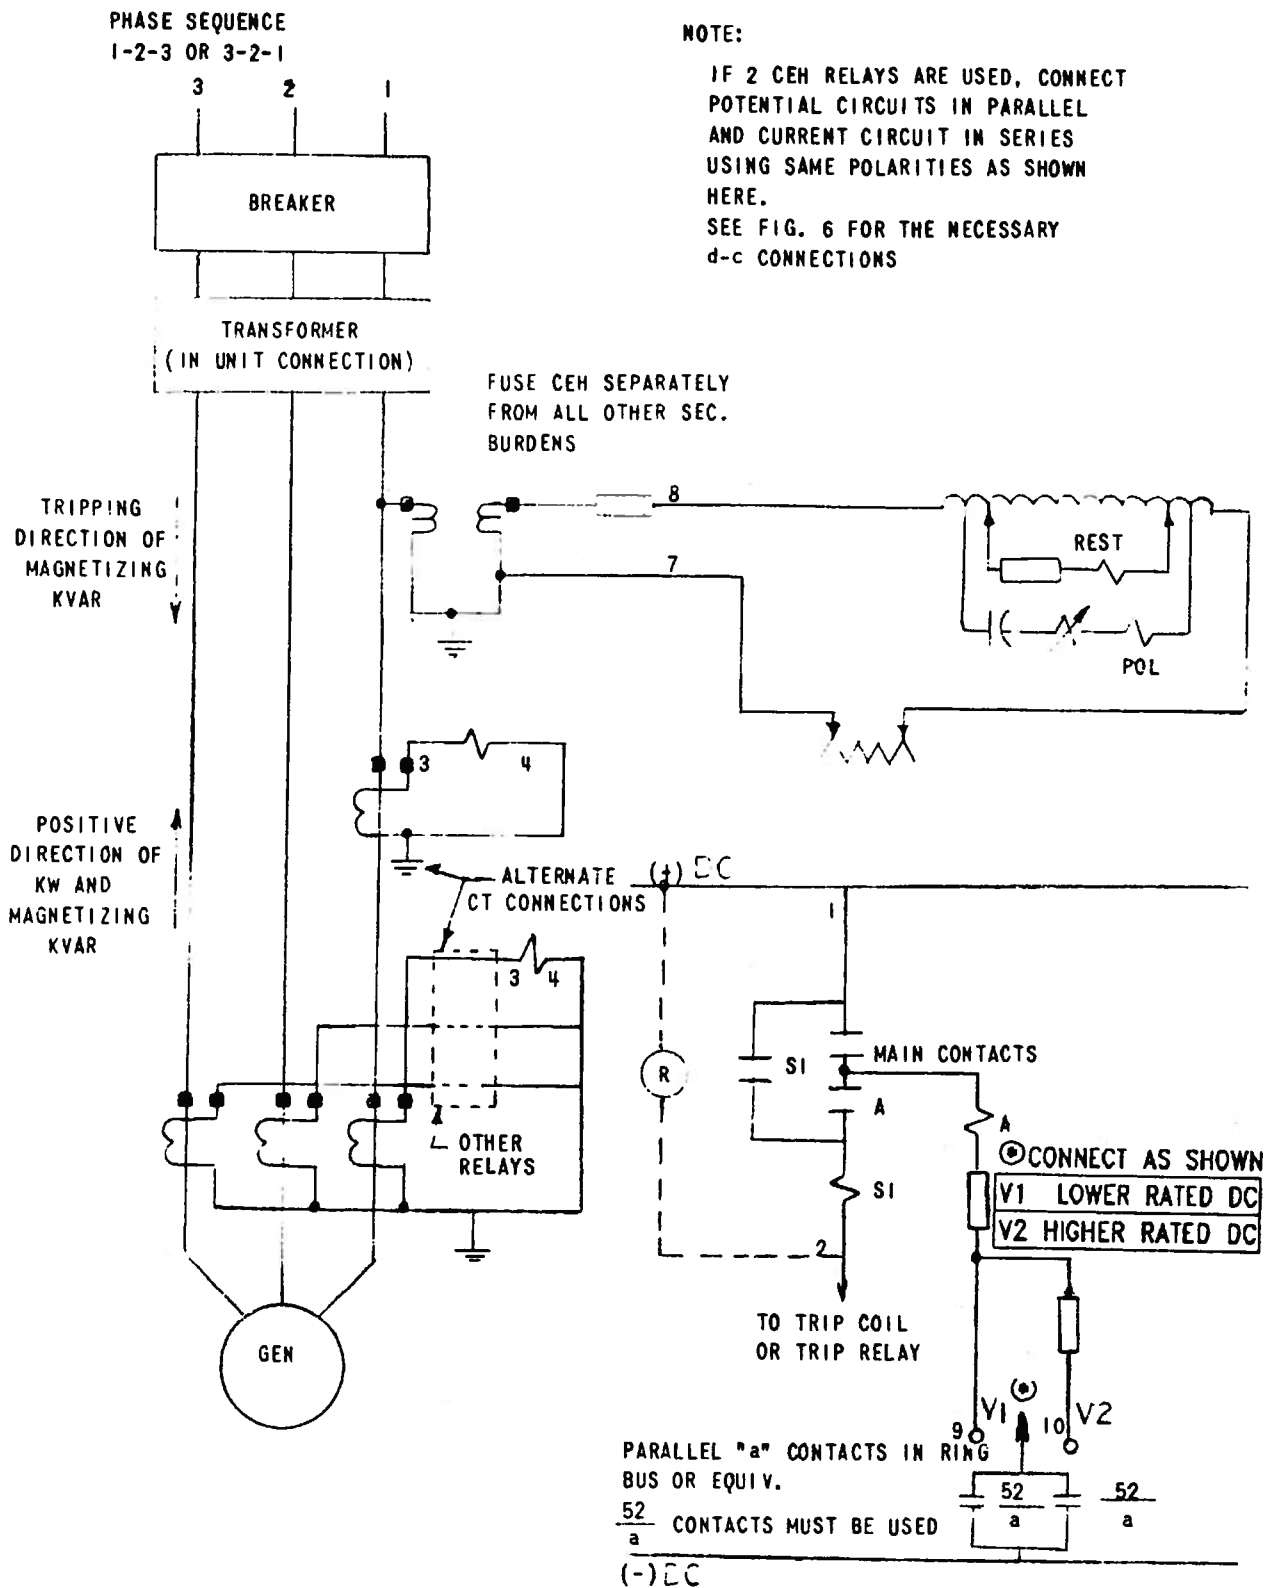 PHASE SEQUENCE
1-2-3 OR 3-2-1
3 2 1
BREAKER
NOTE:
IF 2 CEH RELAYS ARE USED, CONNECT
POTENTIAL CIRCUITS IN PARALLEL
AND CURRENT CIRCUIT IN SERIES
USING SAME POLARITIES AS SHOWN
HERE.
SEE FIG. 6 FOR THE NECESSARY
d-c CONNECTIONS
TRANSFORMER
(IN UNIT CONNECTION)
FUSE CEH SEPARATELY
FROM ALL OTHER SEC.
BURDENS
TRIPPING
DIRECTION OF
MAGNETIZING
KVAR
8
7
REST
POL
3 4
POSITIVE
DIRECTION OF
KW AND
MAGNETIZING
KVAR
ALTERNATE
CT CONNECTIONS
(+) DC
1
3 4
R
SI
MAIN CONTACTS
A
A
OTHER
RELAYS
SI
2
⊛ CONNECT AS SHOWN
V1 LOWER RATED DC
V2 HIGHER RATED DC
GEN
TO TRIP COIL
OR TRIP RELAY
(*)
9 V1 10 V2
PARALLEL "a" CONTACTS IN RING
BUS OR EQUIV.
52/a CONTACTS MUST BE USED
52/a 52/a
(-) DC